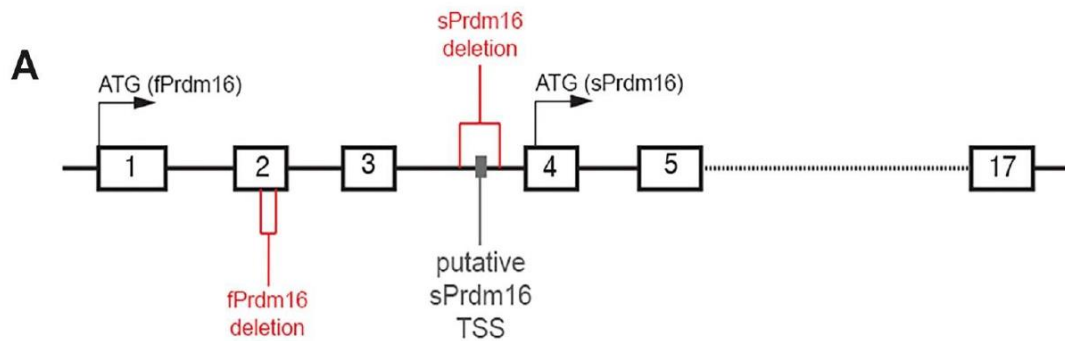 A
sPrdm16
deletion
ATG (fPrdm16)
ATG (sPrdm16)
1
2
3
4
5
17
fPrdm16
deletion
putative
sPrdm16
TSS